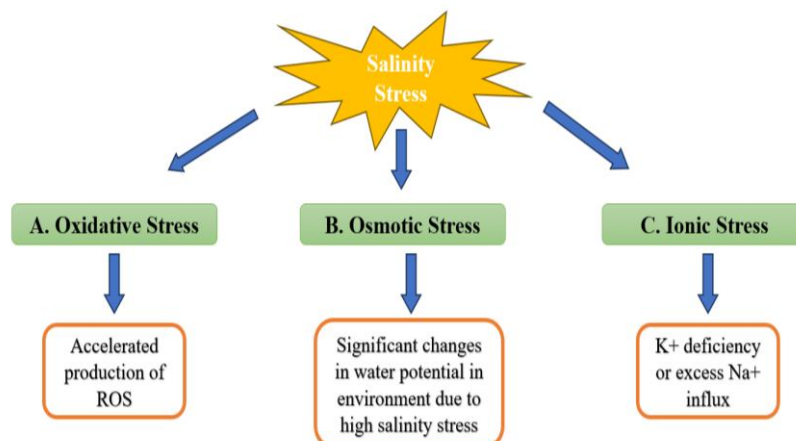 Salinity
Stress
A. Oxidative Stress
B. Osmotic Stress
C. Ionic Stress
Accelerated
production of
ROS
Significant changes
in water potential in
environment due to
high salinity stress
K+ deficiency
or excess Na+
influx